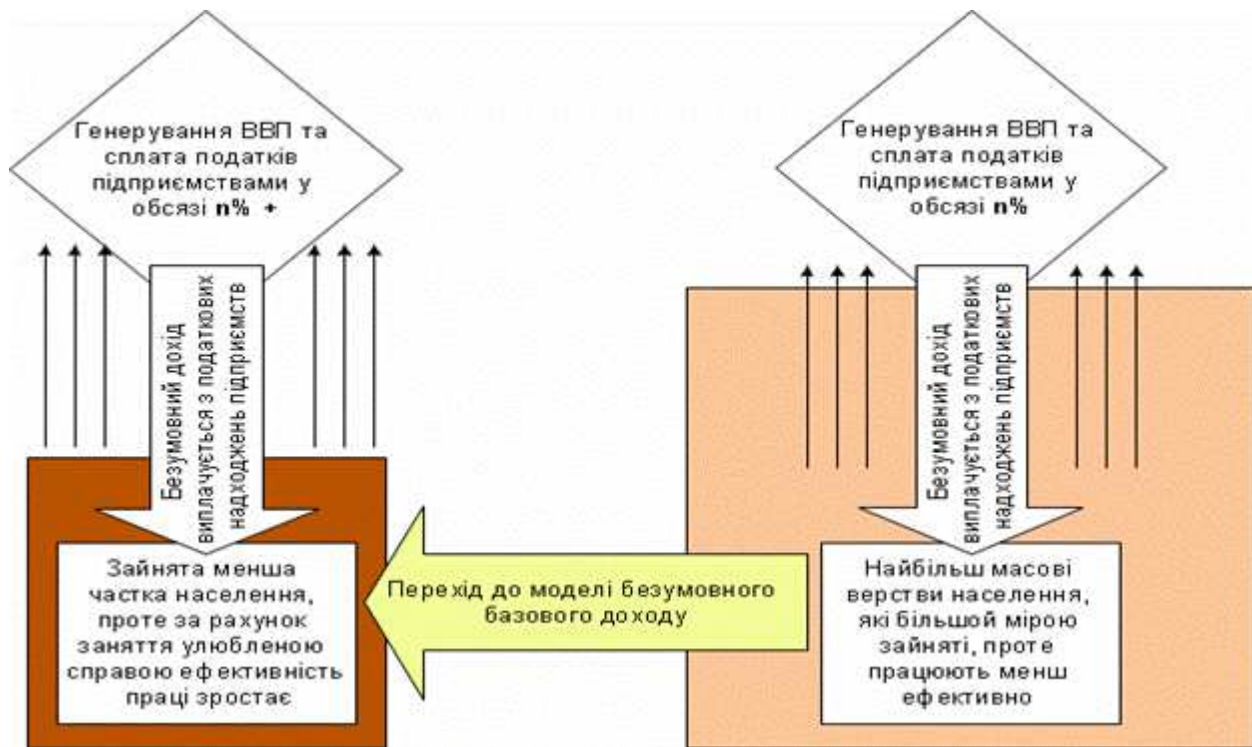 Генерування ВВП та
сплата податків
підприємствами у
обсязі n% +
Безумовний дохід
виплачується з податкових
надходжень підприємств
Зайнята менша
частка населення,
проте за рахунок
заняття улюбленою
справою ефективність
праці зростає
Перехід до моделі безумовного
базового доходу
Генерування ВВП та
сплата податків
підприємствами у
обсязі n%
Безумовний дохід
виплачується з податкових
надходжень підприємств
Найбільш масові
верстви населення,
які більшой мірою
зайняті, проте
працюють менш
ефективно